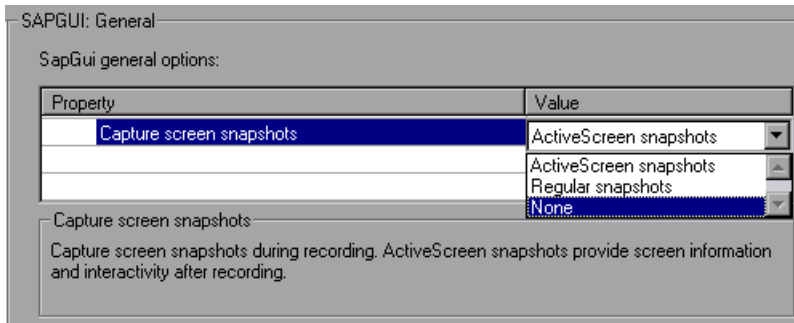 SAPGUI: General
SapGui general options:
Property Value
Capture screen snapshots ActiveScreen snapshots
ActiveScreen snapshots
Regular snapshots
None
Capture screen snapshots
Capture screen snapshots during recording. ActiveScreen snapshots provide screen information
and interactivity after recording.